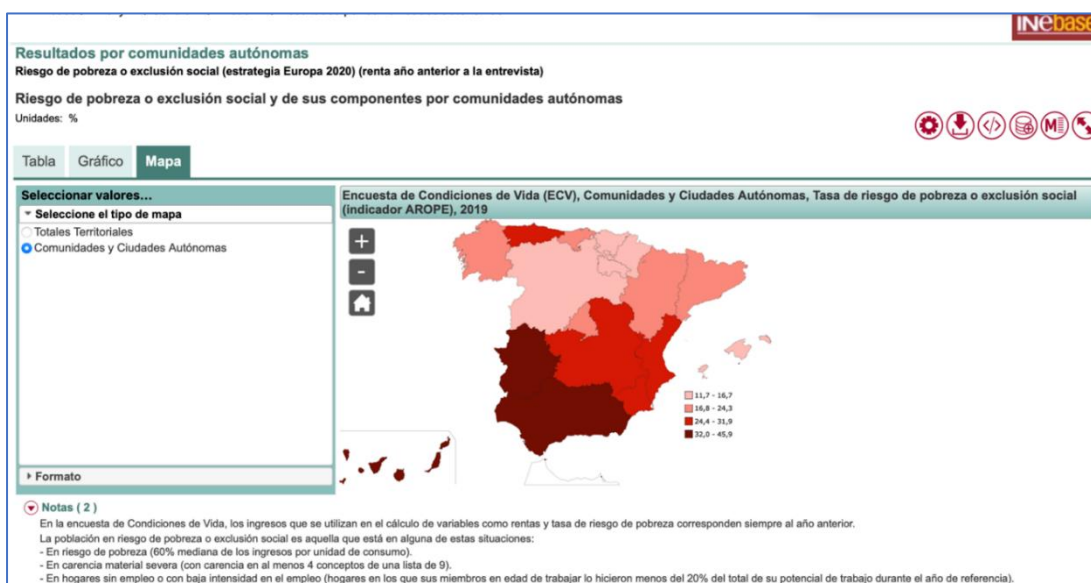 INEbase
Resultados por comunidades autónomas
Riesgo de pobreza o exclusión social (estrategia Europa 2020) (renta año anterior a la entrevista)
Riesgo de pobreza o exclusión social y de sus componentes por comunidades autónomas
Unidades: %
Tabla Gráfico Mapa
Seleccionar valores...
Seleccione el tipo de mapa
Totales Territoriales
Comunidades y Ciudades Autónomas
Formato
Encuesta de Condiciones de Vida (ECV), Comunidades y Ciudades Autónomas, Tasa de riesgo de pobreza o exclusión social
(indicador AROPE), 2019
+
-
11,7 - 16,7
16,8 - 24,3
24,4 - 31,9
32,0 - 45,9
Notas ( 2 )
En la encuesta de Condiciones de Vida, los ingresos que se utilizan en el cálculo de variables como rentas y tasa de riesgo de pobreza corresponden siempre al año anterior.
La población en riesgo de pobreza o exclusión social es aquella que está en alguna de estas situaciones:
- En riesgo de pobreza (60% mediana de los ingresos por unidad de consumo).
- En carencia material severa (con carencia en al menos 4 conceptos de una lista de 9).
- En hogares sin empleo o con baja intensidad en el empleo (hogares en los que sus miembros en edad de trabajar lo hicieron menos del 20% del total de su potencial de trabajo durante el año de referencia).